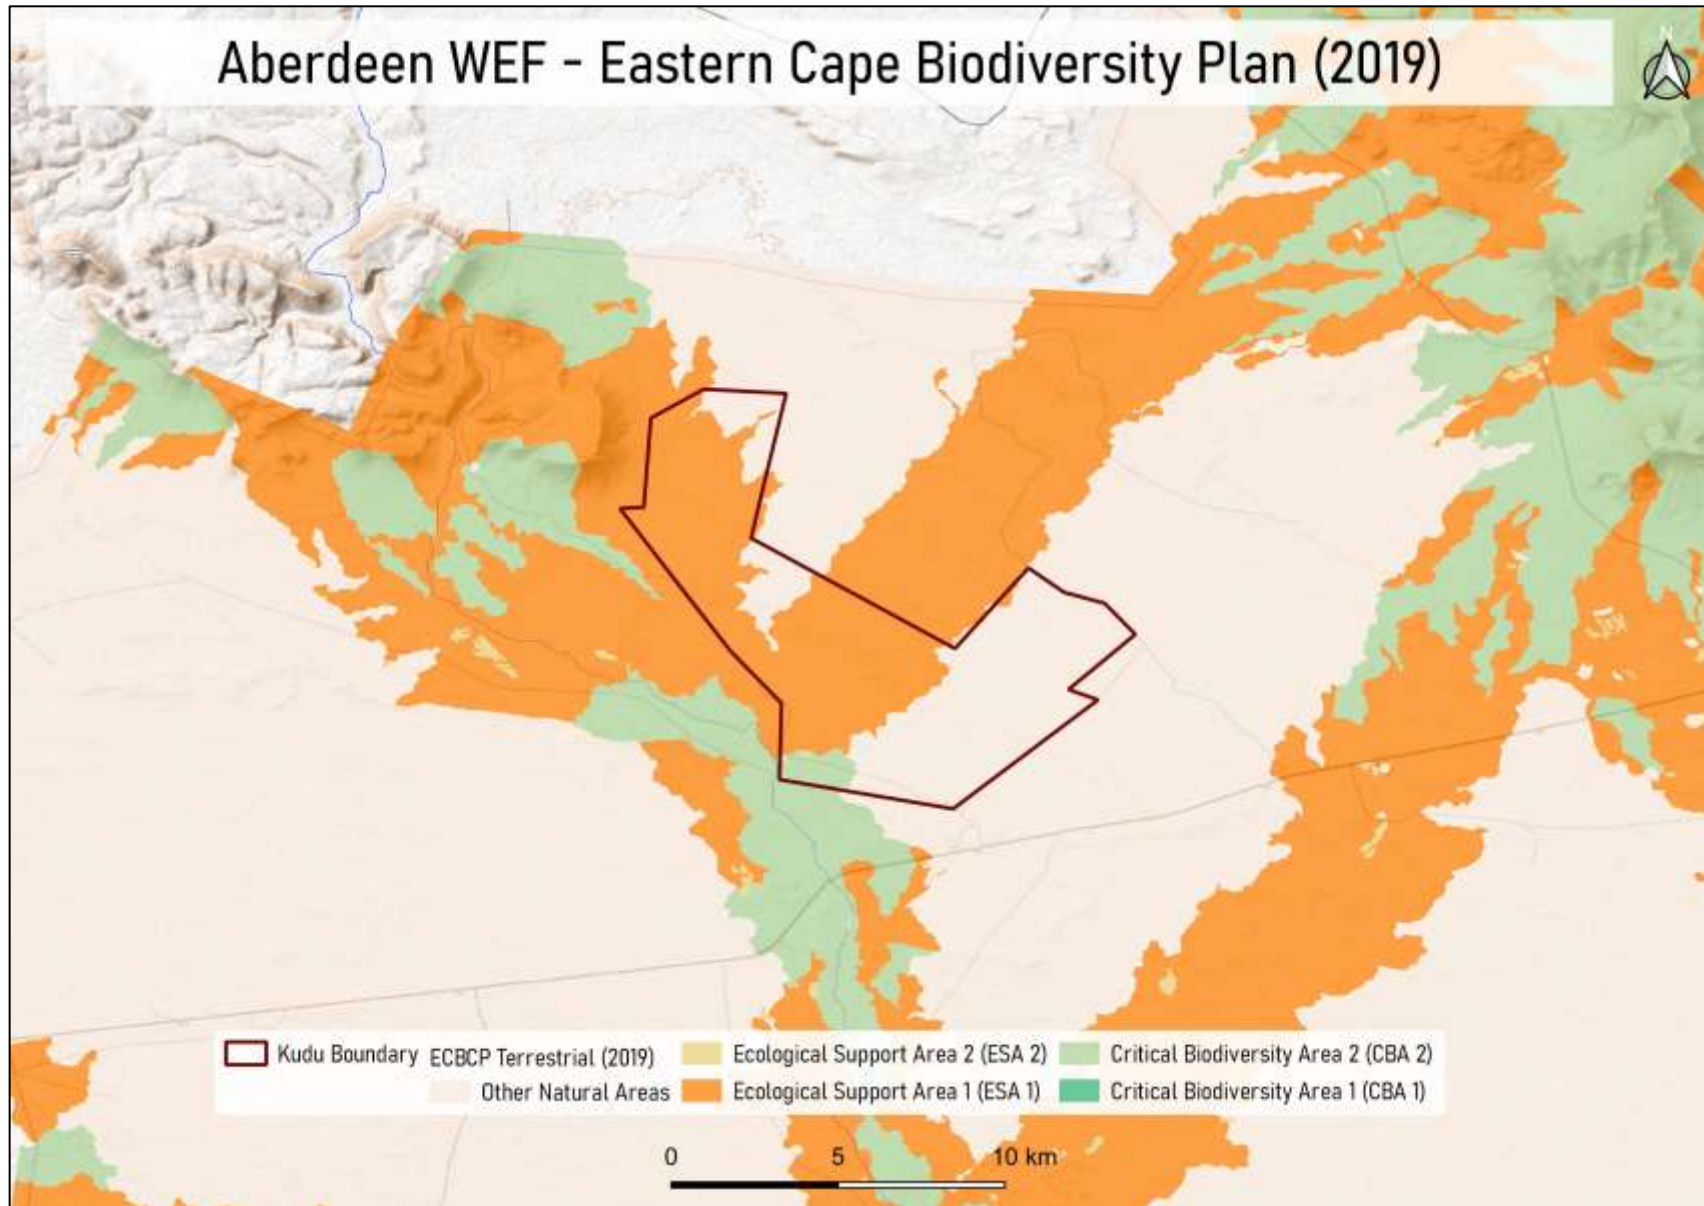 Aberdeen WEF - Eastern Cape Biodiversity Plan (2019)
N
Kudu Boundary
ECBCP Terrestrial (2019)
Other Natural Areas
Ecological Support Area 2 (ESA 2)
Ecological Support Area 1 (ESA 1)
Critical Biodiversity Area 2 (CBA 2)
Critical Biodiversity Area 1 (CBA 1)
0 5 10 km